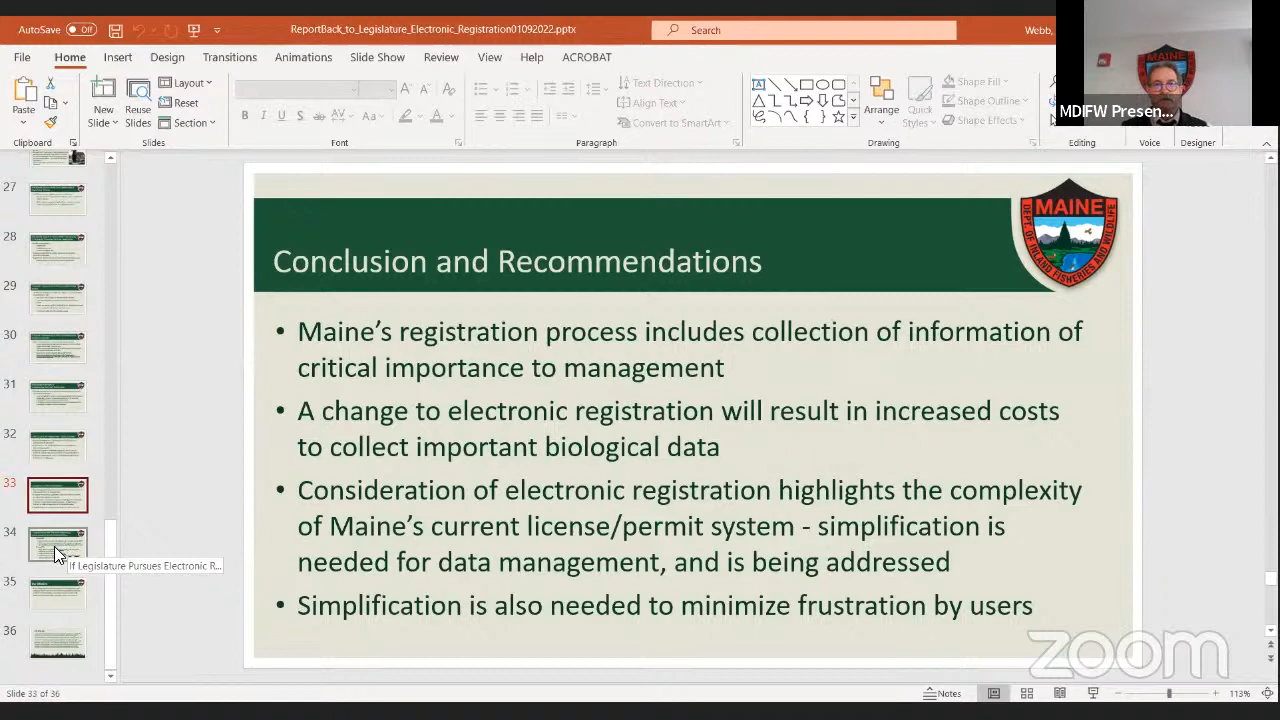 AutoSave Off ReportBack_to_Legislature_Electronic_Registration01092022.pptx Search Webb,
File Home Insert Design Transitions Animations Slide Show Review View Help ACROBAT
Paste New Slide Reuse Slides Layout Reset Section
B I U S ab AV Aa A
Text Direction
Align Text
Convert to SmartArt
Arrange Quick Styles Shape Fill
Shape Outline
Shape Effects
MDIFW Presen...
Clipboard Slides Font Paragraph Drawing Editing Voice Designer
27
28
29
30
31
32
33
34
35
36
If Legislature Pursues Electronic R...
MAINE
DEPT. OF INLAND FISHERIES AND WILDLIFE
MAINE
Conclusion and Recommendations
• Maine's registration process includes collection of information of
critical importance to management
• A change to electronic registration will result in increased costs
to collect important biological data
• Consideration of electronic registration highlights the complexity
of Maine's current license/permit system - simplification is
needed for data management, and is being addressed
• Simplification is also needed to minimize frustration by users
zoom
Slide 33 of 36 Notes 113%